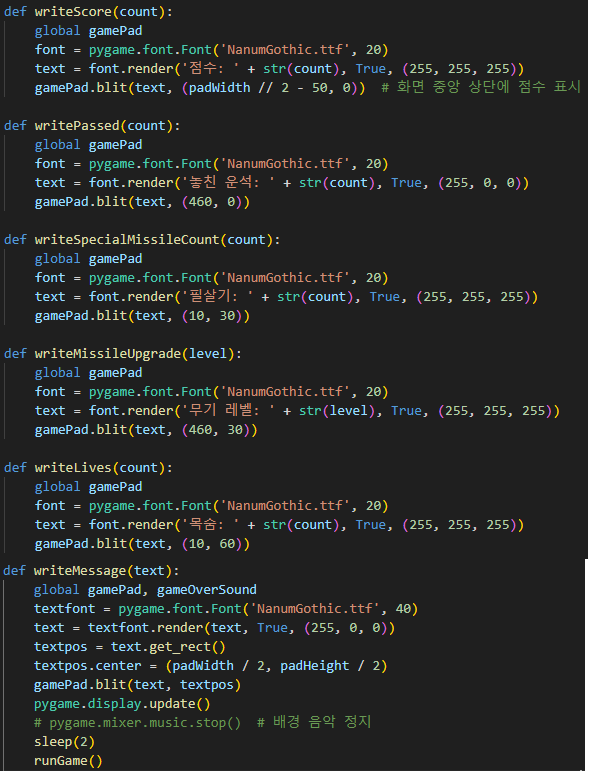 def writeScore(count):
    global gamePad
    font = pygame.font.Font('NanumGothic.ttf', 20)
    text = font.render('점수: ' + str(count), True, (255, 255, 255))
    gamePad.blit(text, (padWidth // 2 - 50, 0))  # 화면 중앙 상단에 점수 표시

def writePassed(count):
    global gamePad
    font = pygame.font.Font('NanumGothic.ttf', 20)
    text = font.render('놓친 운석: ' + str(count), True, (255, 0, 0))
    gamePad.blit(text, (460, 0))

def writeSpecialMissileCount(count):
    global gamePad
    font = pygame.font.Font('NanumGothic.ttf', 20)
    text = font.render('필살기: ' + str(count), True, (255, 255, 255))
    gamePad.blit(text, (10, 30))

def writeMissileUpgrade(level):
    global gamePad
    font = pygame.font.Font('NanumGothic.ttf', 20)
    text = font.render('무기 레벨: ' + str(level), True, (255, 255, 255))
    gamePad.blit(text, (460, 30))

def writeLives(count):
    global gamePad
    font = pygame.font.Font('NanumGothic.ttf', 20)
    text = font.render('목숨: ' + str(count), True, (255, 255, 255))
    gamePad.blit(text, (10, 60))
def writeMessage(text):
    global gamePad, gameOverSound
    textfont = pygame.font.Font('NanumGothic.ttf', 40)
    text = textfont.render(text, True, (255, 0, 0))
    textpos = text.get_rect()
    textpos.center = (padWidth / 2, padHeight / 2)
    gamePad.blit(text, textpos)
    pygame.display.update()
    # pygame.mixer.music.stop()  # 배경 음악 정지
    sleep(2)
    runGame()